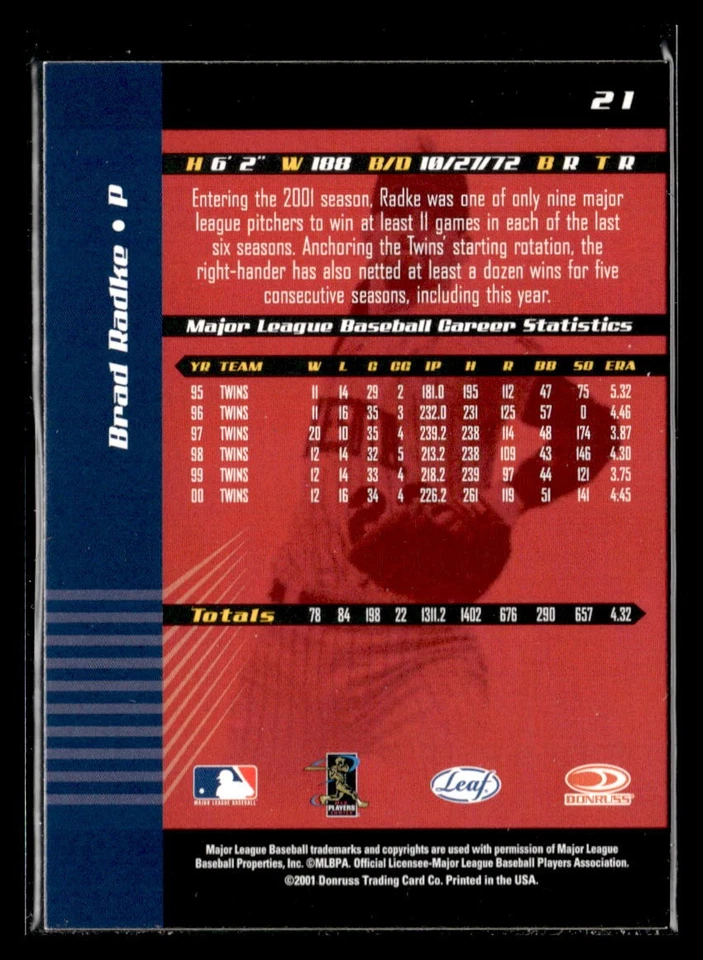 21
Brad Radke • P
H 6' 2" W 188 B/D 10/27/72 B R T R
Entering the 2001 season, Radke was one of only nine major
league pitchers to win at least 11 games in each of the last
six seasons. Anchoring the Twins' starting rotation, the
right-hander has also netted at least a dozen wins for five
consecutive seasons, including this year.
Major League Baseball Career Statistics
YR TEAM W L G CG IP H R BB SO ERA
95 TWINS 11 14 29 2 181.0 195 112 47 75 5.32
96 TWINS 11 16 35 3 232.0 231 125 57 0 4.46
97 TWINS 20 10 35 4 239.2 238 114 48 174 3.87
98 TWINS 12 14 32 5 213.2 238 109 43 146 4.30
99 TWINS 12 14 33 4 218.2 239 97 44 121 3.75
00 TWINS 12 16 34 4 226.2 261 119 51 141 4.45
Totals 78 84 198 22 1311.2 1402 676 290 657 4.32
MAJOR LEAGUE BASEBALL
PLAYERS
Leaf
DONRUSS
Major League Baseball trademarks and copyrights are used with permission of Major League
Baseball Properties, Inc. ©MLBPA. Official Licensee-Major League Baseball Players Association.
©2001 Donruss Trading Card Co. Printed in the USA.